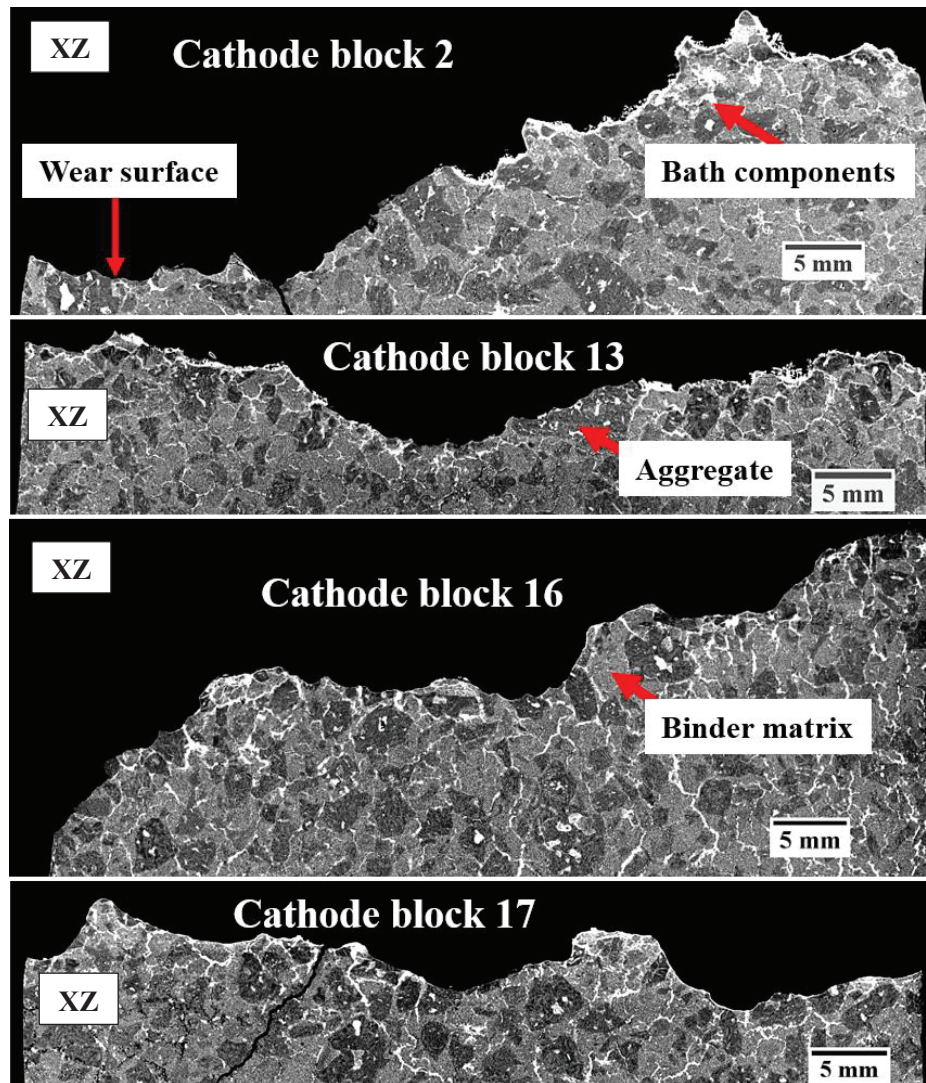 XZ
Cathode block 2
Wear surface
Bath components
5 mm
Cathode block 13
XZ
Aggregate
5 mm
XZ
Cathode block 16
Binder matrix
5 mm
Cathode block 17
XZ
5 mm